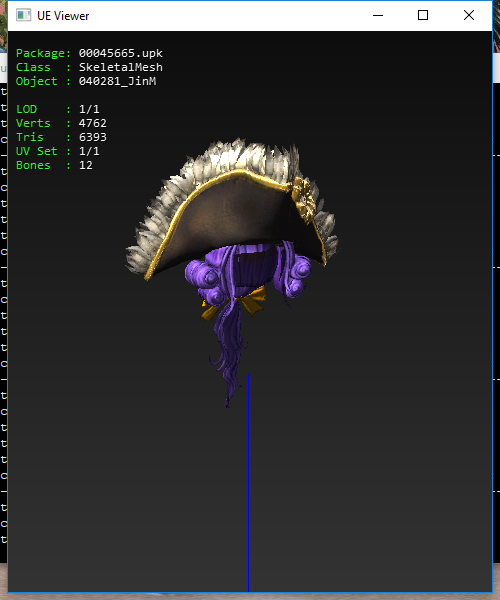 UE Viewer
Package: 00045665.upk
Class : SkeletalMesh
Object : 040281_JinM
LOD : 1/1
Verts : 4762
Tris : 6393
UV Set : 1/1
Bones : 12